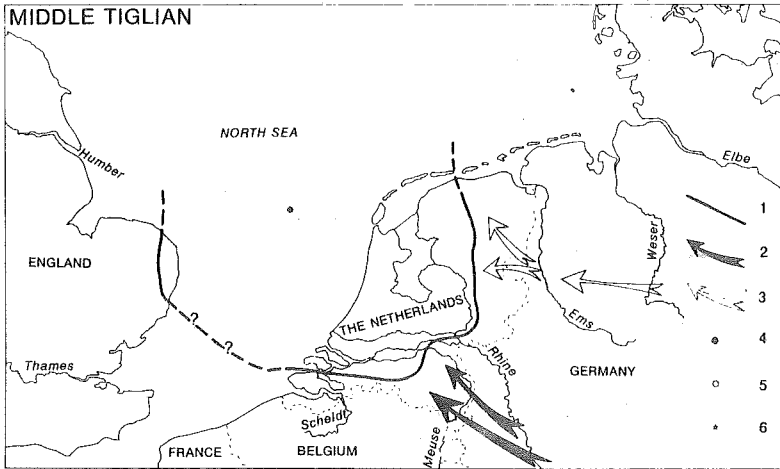 MIDDLE TIGLIAN
NORTH SEA
Humber
Elbe
1
Weser
2
ENGLAND
3
THE NETHERLANDS
Ems
?
?
4
Thames
Rhine
GERMANY
5
Scheldt
6
FRANCE
BELGIUM
Meuse